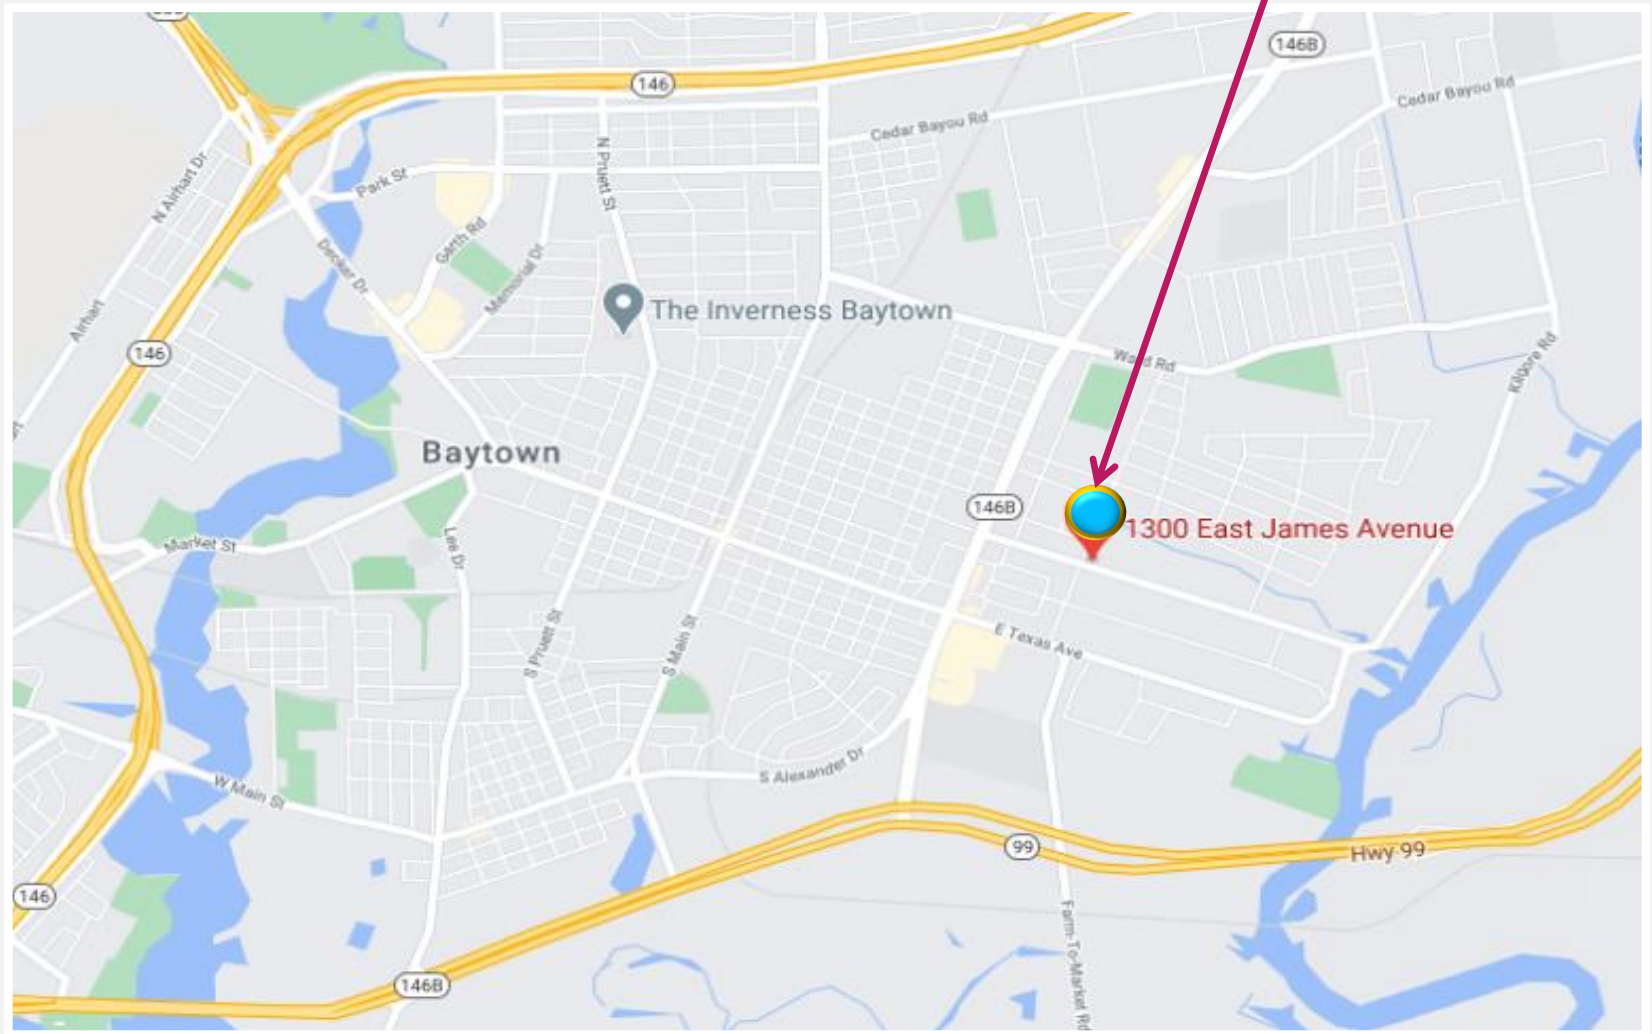 146B
146
Cedar Bayou Rd
Cedar Bayou Rd
N Airhart Dr
N Pruett St
Park St
Garth Rd
Decker Dr
Memorial Dr
The Inverness Baytown
Airhart
146
Ward Rd
Kilgore Rd
Baytown
146B
1300 East James Avenue
Market St
Lee Dr
S Pruett St
S Main St
E Texas Ave
W Main St
S Alexander Dr
99
Hwy 99
146
Farm-To-Market Rd
146B